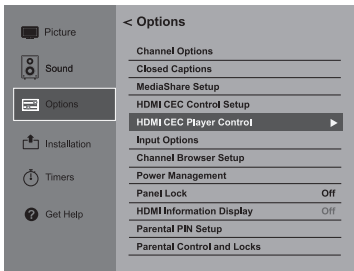 Picture
Sound
Options
Installation
Timers
Get Help
< Options
Channel Options
Closed Captions
MediaShare Setup
HDMI CEC Control Setup
HDMI CEC Player Control
Input Options
Channel Browser Setup
Power Management
Panel Lock Off
HDMI Information Display Off
Parental PIN Setup
Parental Control and Locks